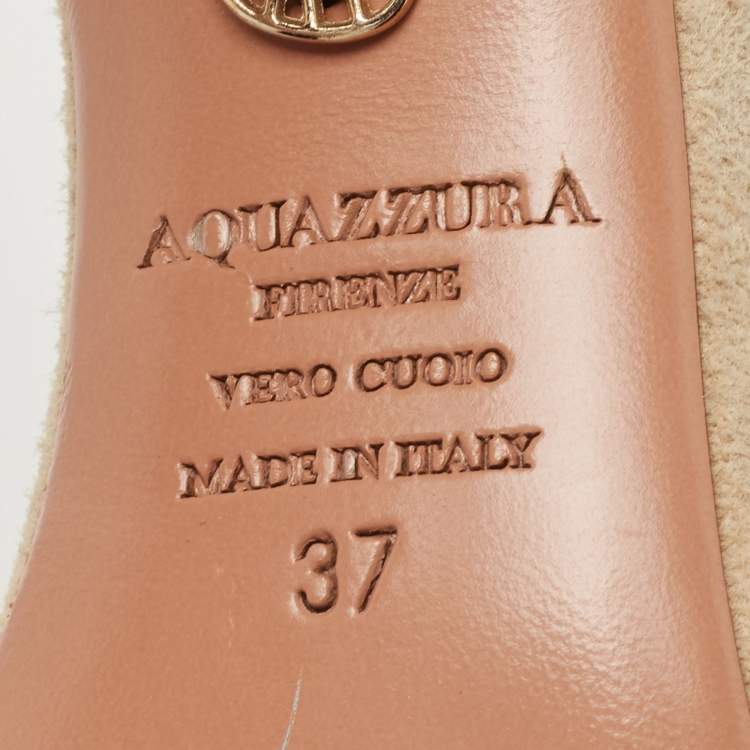 AQUAZZURA
FIRENZE
VERO CUOIO
MADE IN ITALY
37